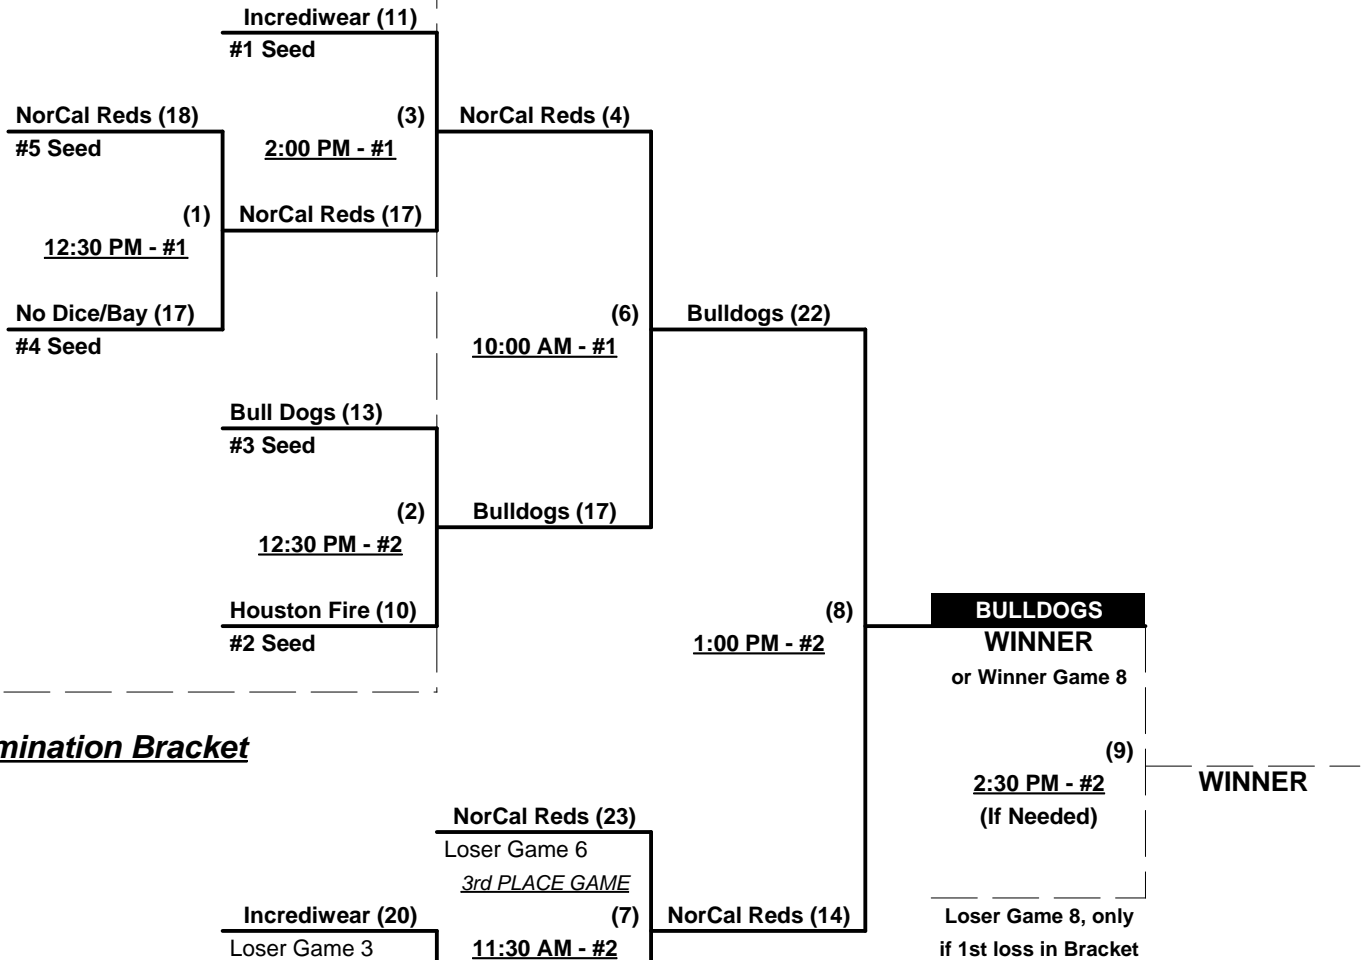 Incrediwear (11)
#1 Seed
NorCal Reds (18)
(3)
NorCal Reds (4)
#5 Seed
2:00 PM - #1
(1)
NorCal Reds (17)
12:30 PM - #1
No Dice/Bay (17)
(6)
Bulldogs (22)
#4 Seed
10:00 AM - #1
Bull Dogs (13)
#3 Seed
(2)
Bulldogs (17)
12:30 PM - #2
Houston Fire (10)
(8)
BULLDOGS
#2 Seed
1:00 PM - #2
WINNER
or Winner Game 8
mination Bracket
(9)
2:30 PM - #2
WINNER
(If Needed)
NorCal Reds (23)
Loser Game 6
3rd PLACE GAME
Incrediwear (20)
(7)
NorCal Reds (14)
Loser Game 8, only
Loser Game 3
11:30 AM - #2
if 1st loss in Bracket